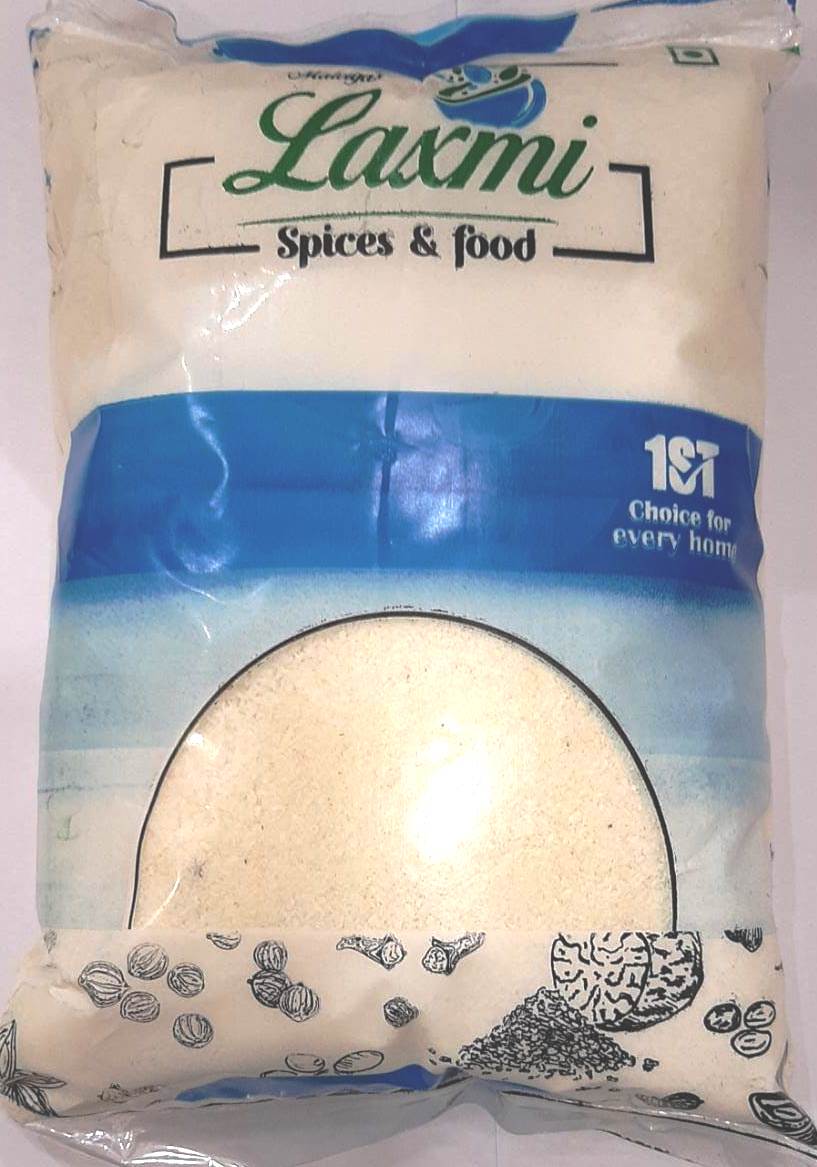 Laxmi
Spices & food
1ST
Choice for
every home